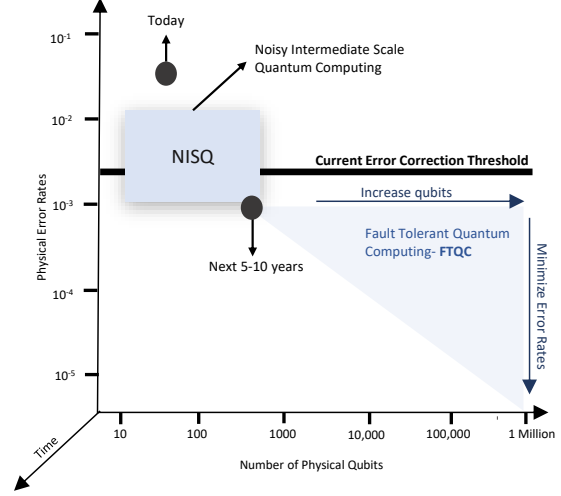 Today
10-1
Noisy Intermediate Scale
Quantum Computing
10-2
NISQ
Current Error Correction Threshold
10-3
Increase qubits
Fault Tolerant Quantum
Computing- FTQC
Next 5-10 years
Minimize Error Rates
Physical Error Rates
10-4
10-5
Time
10
100
1000
10,000
100,000
1 Million
Number of Physical Qubits